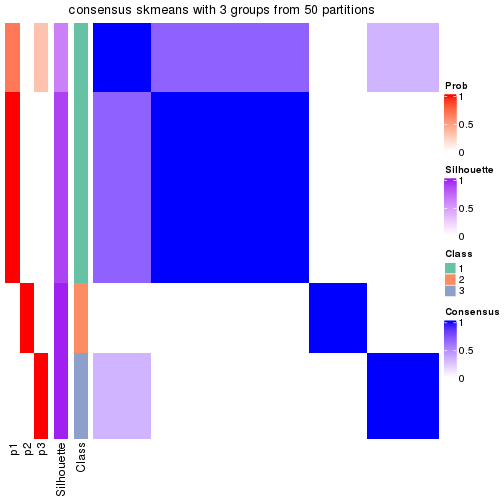 consensus skmeans with 3 groups from 50 partitions
Prob
1
0.5
0
Silhouette
1
0.5
0
Class
1
2
3
Consensus
1
0.5
0
p1
p2
p3
Silhouette
Class